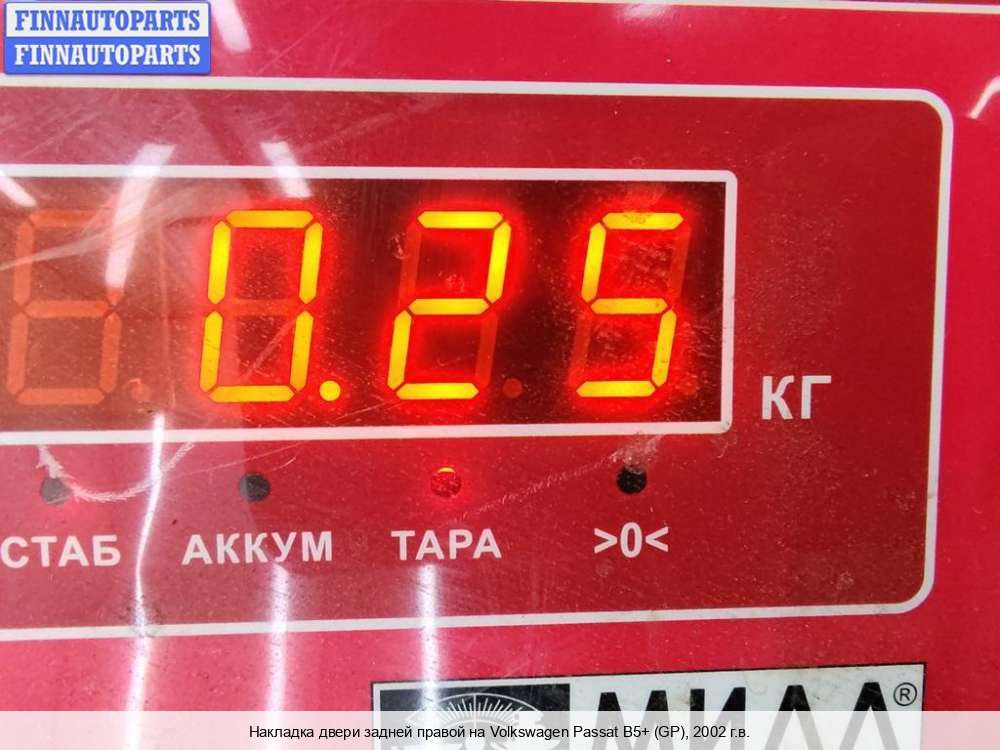 FINNAUTOPARTS
FINNAUTOPARTS
0.25
КГ
СТАБ АККУМ ТАРА >0<
МИДЛ®
Накладка двери задней правой на Volkswagen Passat B5+ (GP), 2002 г.в.